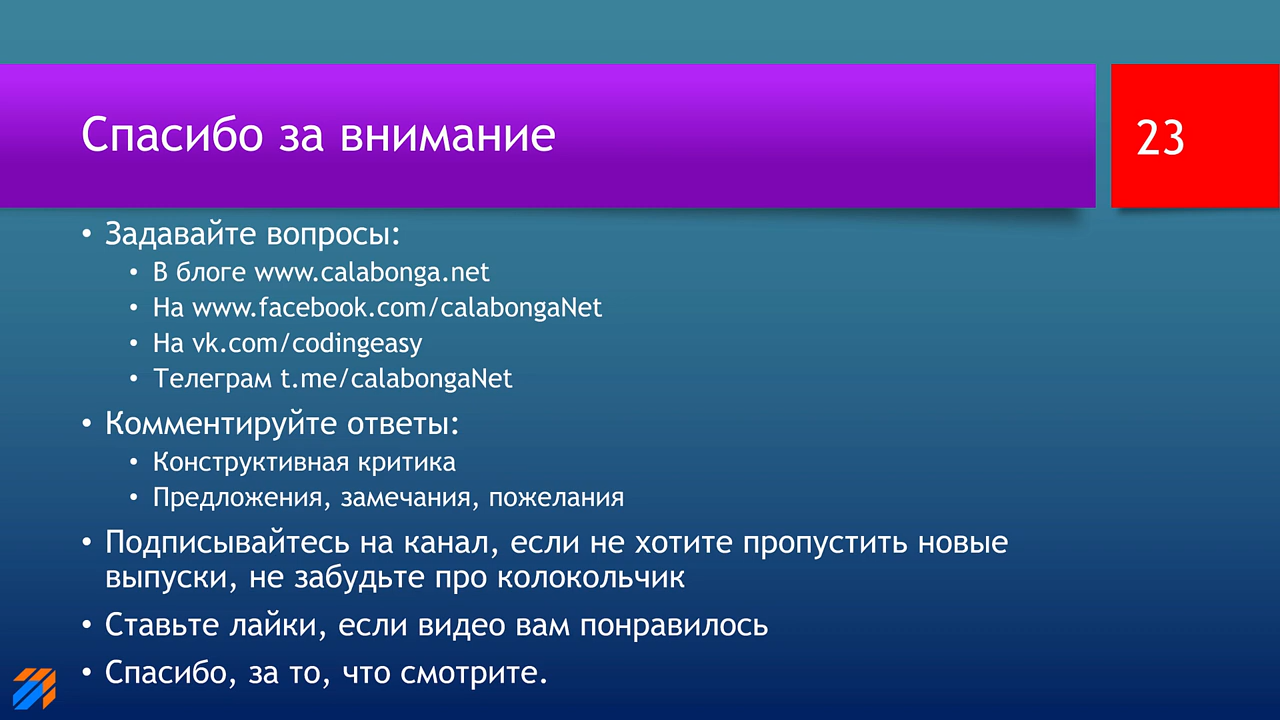 Спасибо за внимание
23
• Задавайте вопросы:
• В блоге www.calabonga.net
• На www.facebook.com/calabongaNet
• На vk.com/codingeasy
• Телеграм t.me/calabongaNet
• Комментируйте ответы:
• Конструктивная критика
• Предложения, замечания, пожелания
• Подписывайтесь на канал, если не хотите пропустить новые
выпуски, не забудьте про колокольчик
• Ставьте лайки, если видео вам понравилось
• Спасибо, за то, что смотрите.